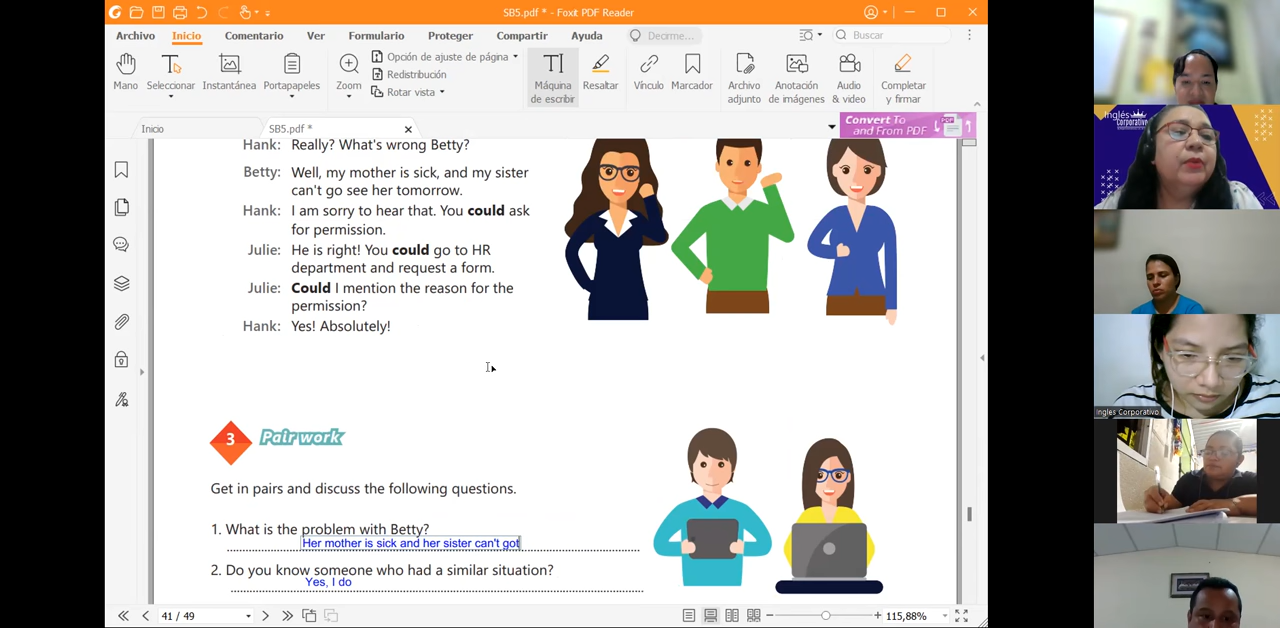 SB5.pdf * - Foxit PDF Reader
Archivo Inicio Comentario Ver Formulario Proteger Compartir Ayuda Decirme... Buscar
Mano
Seleccionar
Instantánea
Portapapeles
Zoom
Opción de ajuste de página
Redistribución
Rotar vista
Máquina de escribir
Resaltar
Vínculo
Marcador
Archivo adjunto
Anotación de imágenes
Audio & video
Completar y firmar
Inicio SB5.pdf *
Convert To
and From PDF
Hank: Really? What's wrong Betty?
Betty: Well, my mother is sick, and my sister
can't go see her tomorrow.
Hank: I am sorry to hear that. You could ask
for permission.
Julie: He is right! You could go to HR
department and request a form.
Julie: Could I mention the reason for the
permission?
Hank: Yes! Absolutely!
3 Pair work
Get in pairs and discuss the following questions.
1. What is the problem with Betty?
Her mother is sick and her sister can't got
2. Do you know someone who had a similar situation?
Yes, I do
41 / 49
115,88%
Inglés
Corporativo
Ingles Corporativo